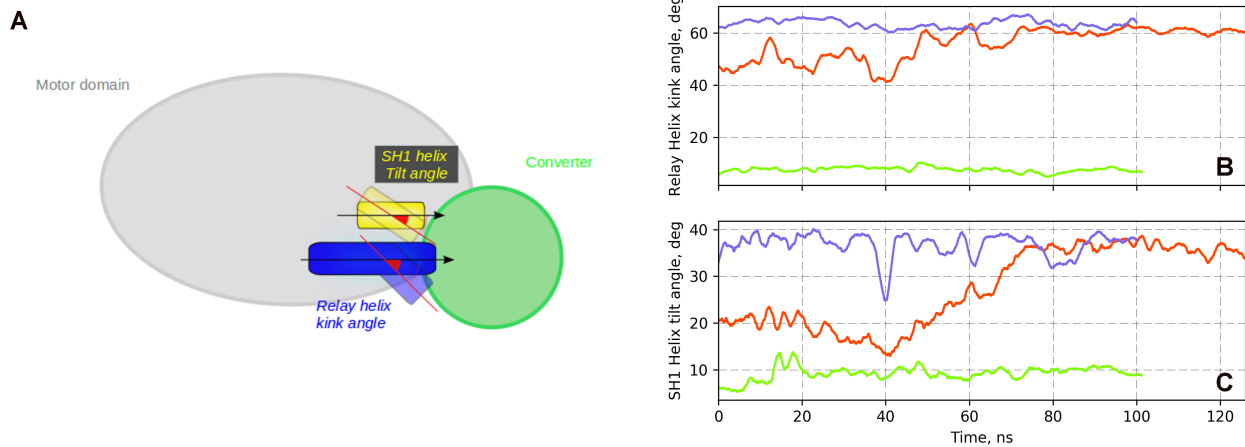 A
Motor domain
SH1 helix
Tilt angle
Converter
Relay helix
kink angle
Relay Helix kink angle, deg
60
40
20
B
SH1 Helix tilt angle, deg
40
30
20
10
C
0
20
40
60
80
100
120
Time, ns